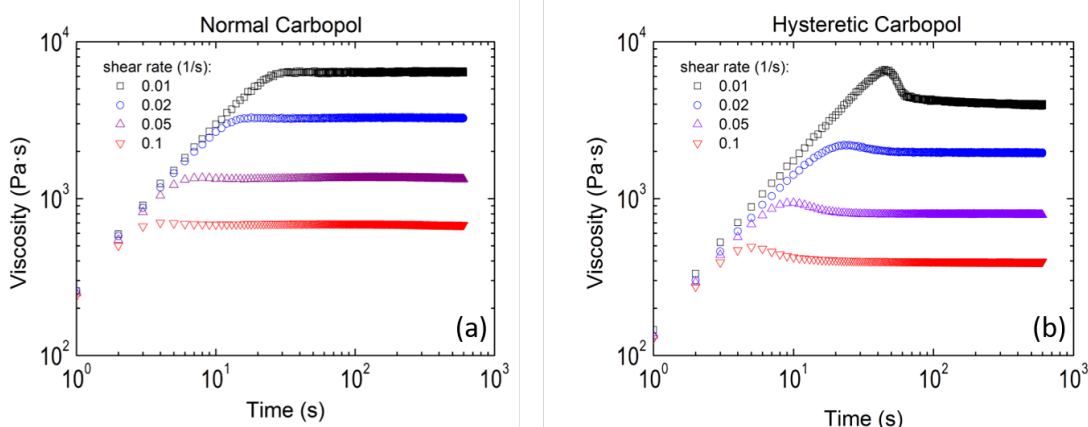 Normal Carbopol
10^4
shear rate (1/s):
0.01
0.02
0.05
0.1
10^3
Viscosity (Pa·s)
10^2
(a)
10^0 10^1 10^2 10^3
Time (s)
Hysteretic Carbopol
10^4
shear rate (1/s):
0.01
0.02
0.05
0.1
10^3
Viscosity (Pa·s)
10^2
(b)
10^0 10^1 10^2 10^3
Time (s)